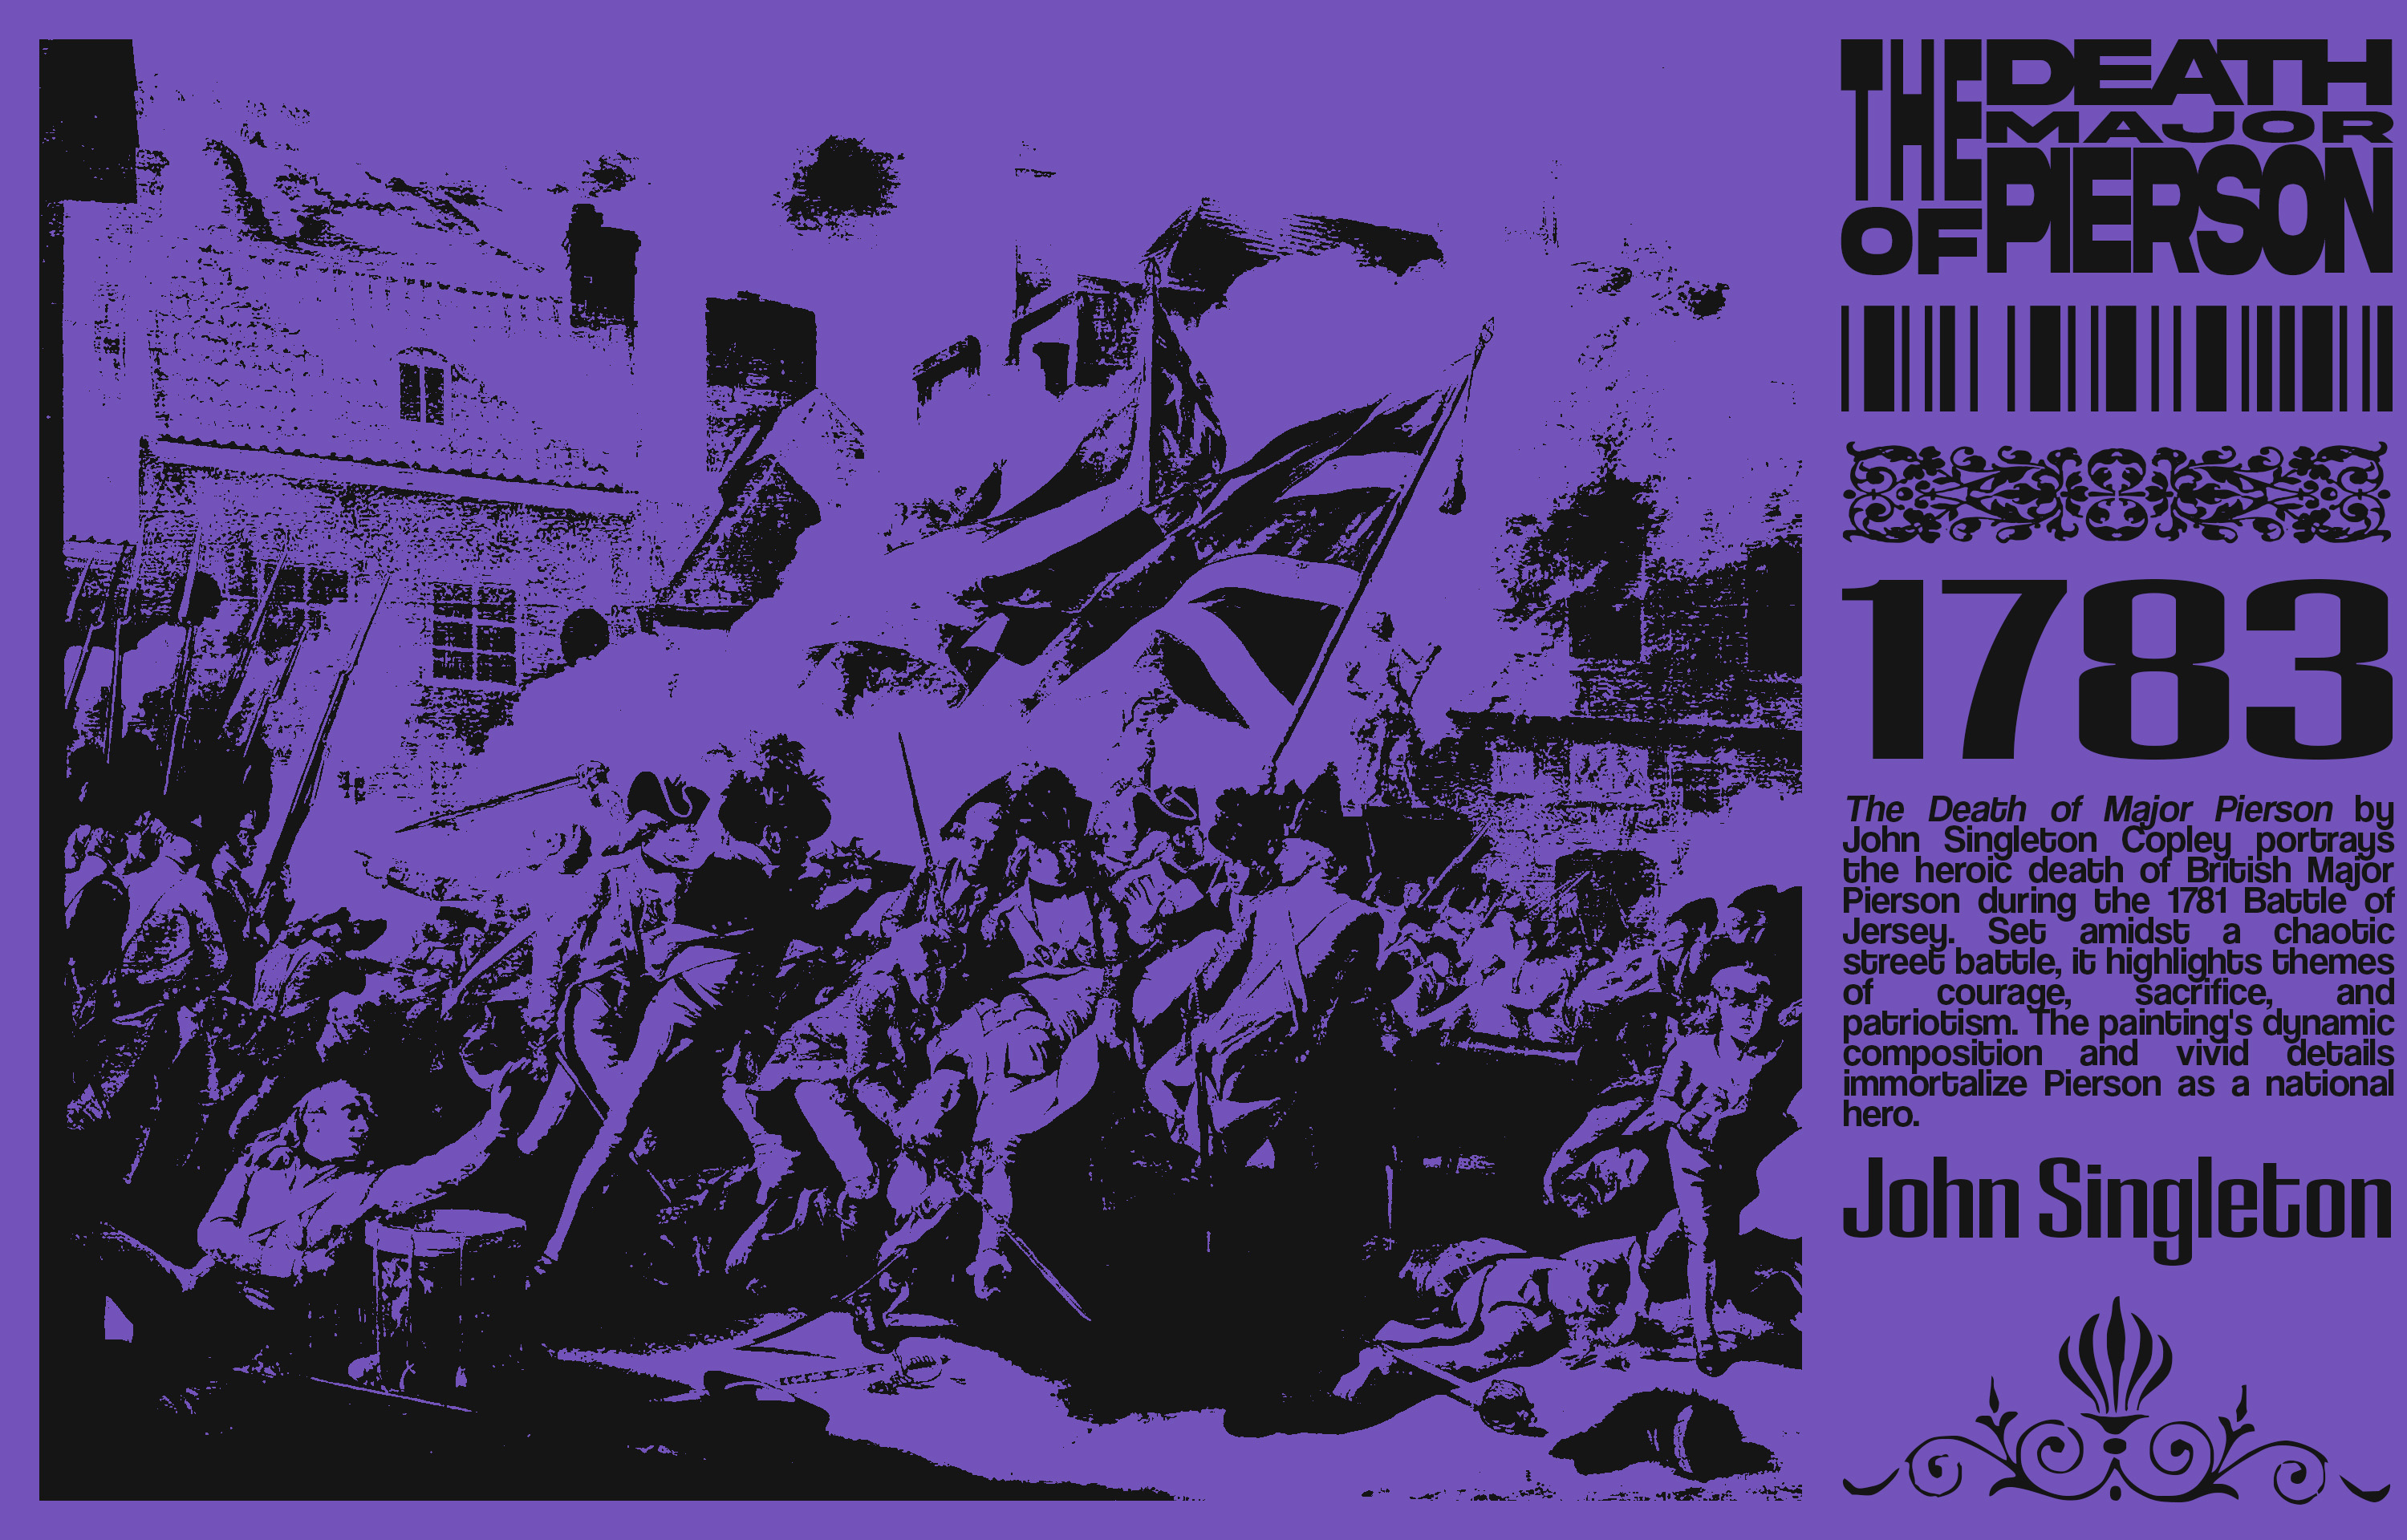 THE DEATH
MAJOR
OF PIERSON
1783
The Death of Major Pierson by
John Singleton Copley portrays
the heroic death of British Major
Pierson during the 1781 Battle of
Jersey. Set amidst a chaotic
street battle, it highlights themes
of courage, sacrifice, and
patriotism. The painting's dynamic
composition and vivid details
immortalize Pierson as a national
hero.
John Singleton